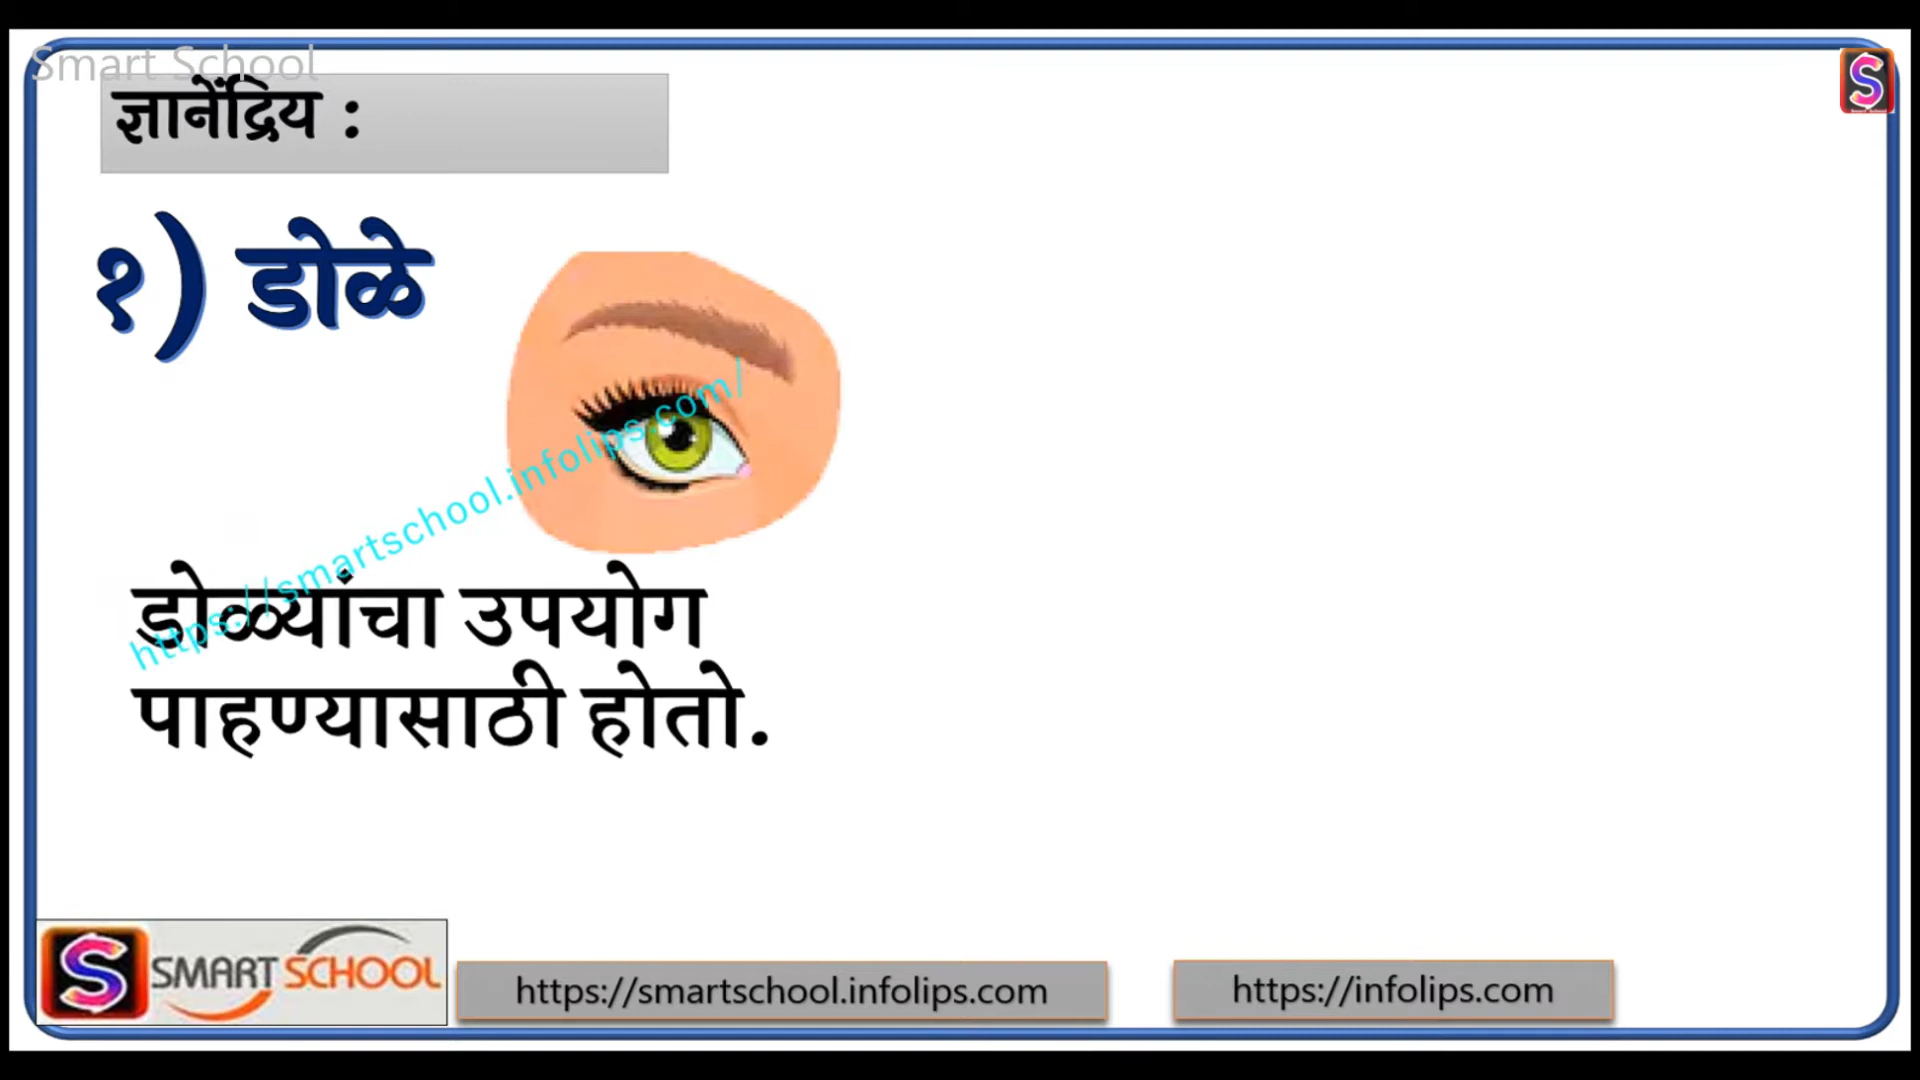 Smart School
ज्ञानेंद्रिय :
१) डोळे
https://smartschool.infolips.com/
डोळ्यांचा उपयोग
पाहण्यासाठी होतो.
SMART SCHOOL
https://smartschool.infolips.com
https://infolips.com